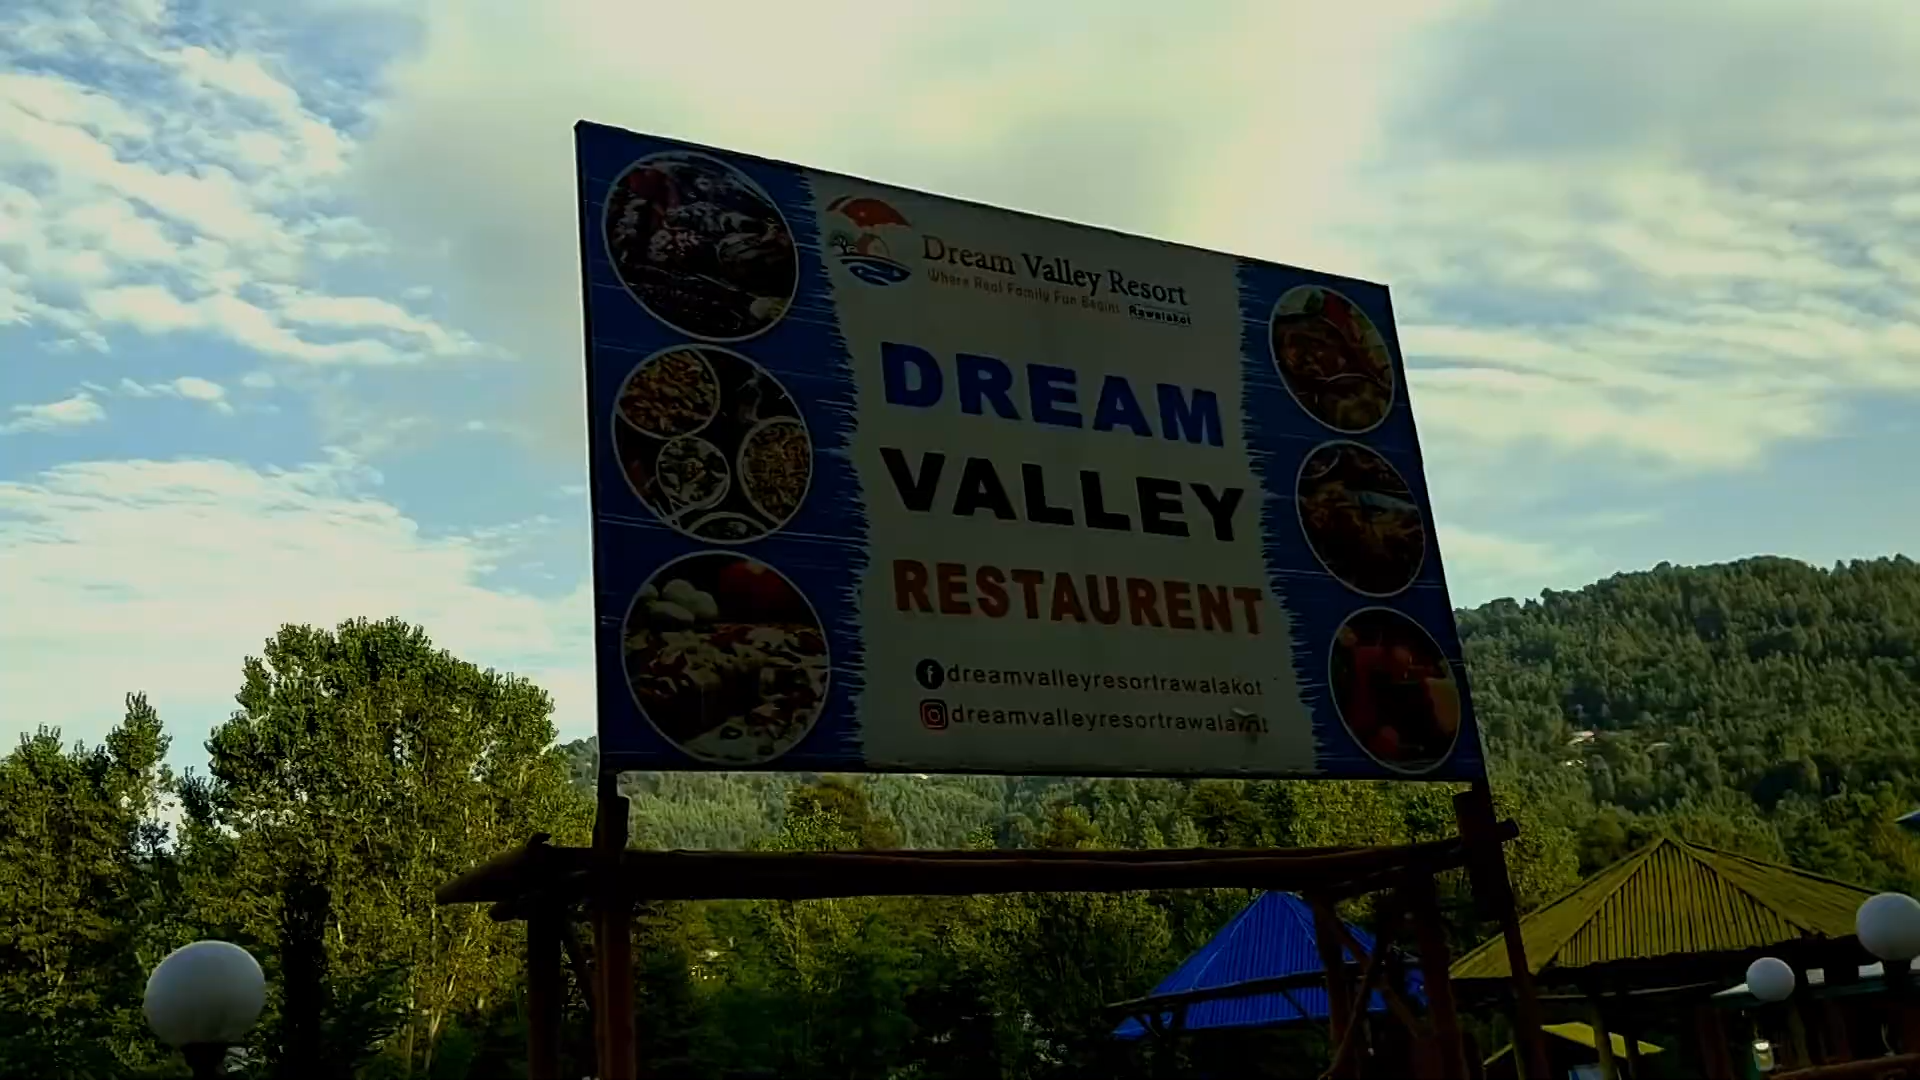 Dream Valley Resort
Where Real Family Fun Begins Rawalakot
DREAM
VALLEY
RESTAURENT
dreamvalleyresortrawalakot
dreamvalleyresortrawalakot